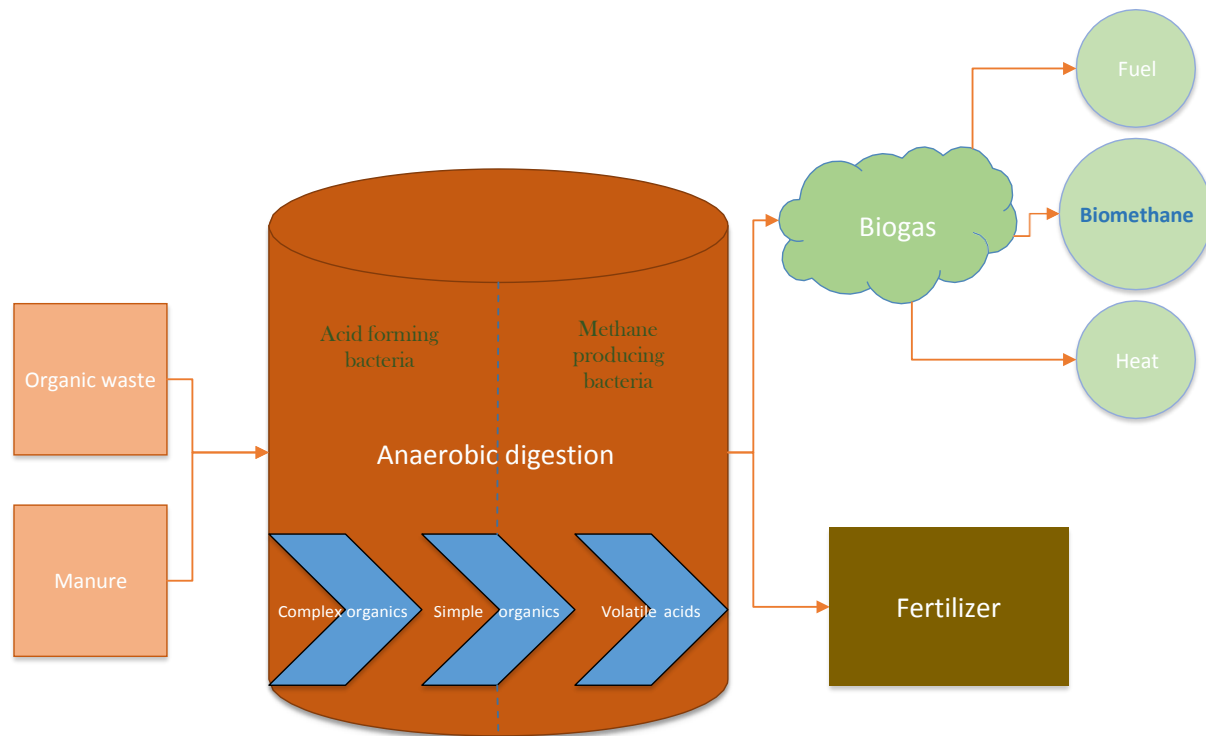 Fuel
Biomethane
Biogas
Heat
Acid forming
bacteria
Methane
producing
bacteria
Organic waste
Anaerobic digestion
Manure
Complex organics
Simple organics
Volatile acids
Fertilizer